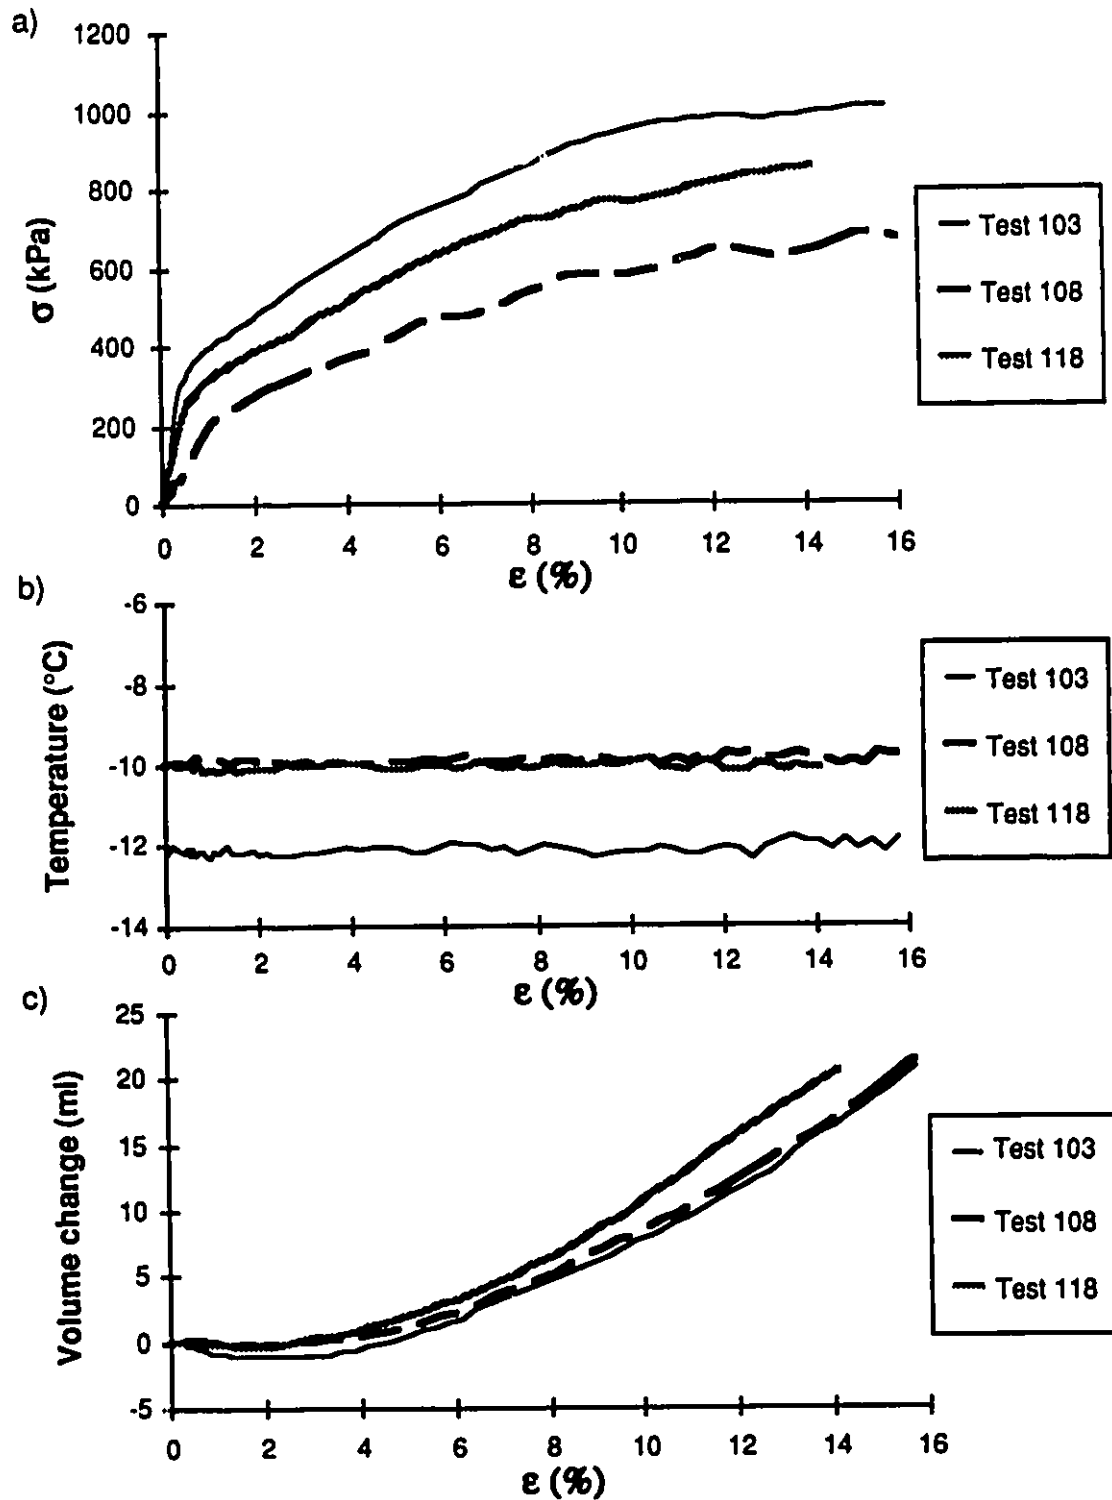 a)
1200
1000
800
600
400
200
0
σ (kPa)
0 2 4 6 8 10 12 14 16
ε (%)
Test 103
Test 108
Test 118
b)
-6
-8
-10
-12
-14
Temperature (°C)
0 2 4 6 8 10 12 14 16
ε (%)
Test 103
Test 108
Test 118
c)
25
20
15
10
5
0
-5
Volume change (ml)
0 2 4 6 8 10 12 14 16
ε (%)
Test 103
Test 108
Test 118